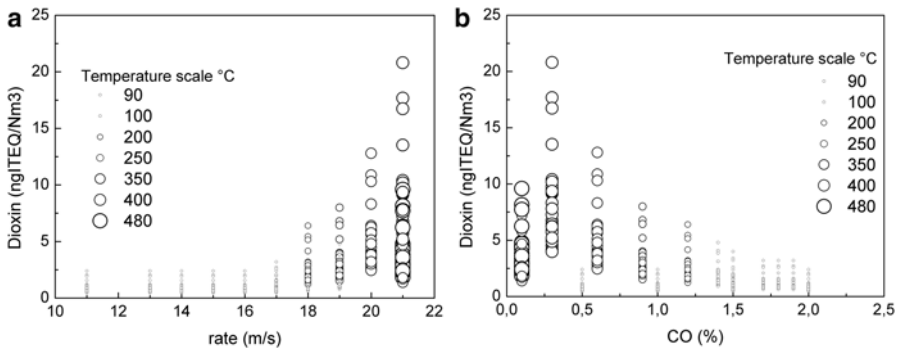 a
25
20
15
10
5
0
Dioxin (ngITEQ/Nm3)
Temperature scale °C
90
100
200
250
350
400
480
10 12 14 16 18 20 22
rate (m/s)
b
25
20
15
10
5
0
Dioxin (ngITEQ/Nm3)
Temperature scale °C
90
100
200
250
350
400
480
0,0 0,5 1,0 1,5 2,0 2,5
CO (%)